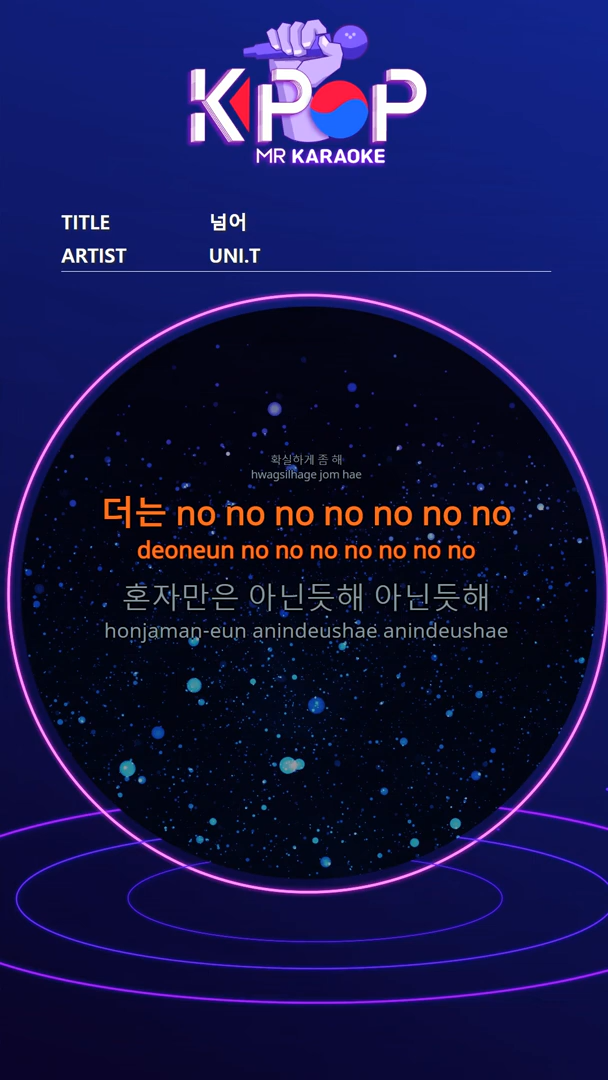 KPOP
MR KARAOKE
TITLE 넘어
ARTIST UNI.T
확실하게 좀 해
hwagsilhage jom hae
더는 no no no no no no no
deoneun no no no no no no no
혼자만은 아닌듯해 아닌듯해
honjaman-eun anindeushae anindeushae